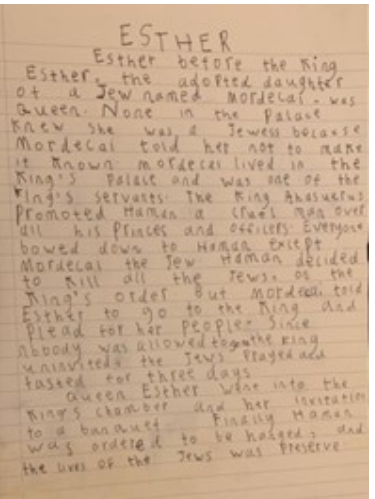 ESTHER
Esther before the King
Esther, the adopted daughter
of a Jew named Mordecai, was
Queen. None in the Palace
knew she was a Jewess because
Mordecai told her not to make
it known. mordecai lived in the
King's Palace and was one of the
King's servants. The King Ahasuerus
Promoted Haman a cruel man over
all his Princes and officers Everyone
bowed down to Haman except
Mordecai the Jew. Haman decided
to kill all the Jews, on the
King's order But Mordecai told
Esther to go to the King and
Plead for her people. Since
nobody was allowed to go to the King
uninvited, the Jews Prayed and
fasted for three days
Queen Esther went into the
King's chamber and her invitation
to a banquet Finally Haman
was ordered to be hanged, and
the lives of the Jews was Preserve